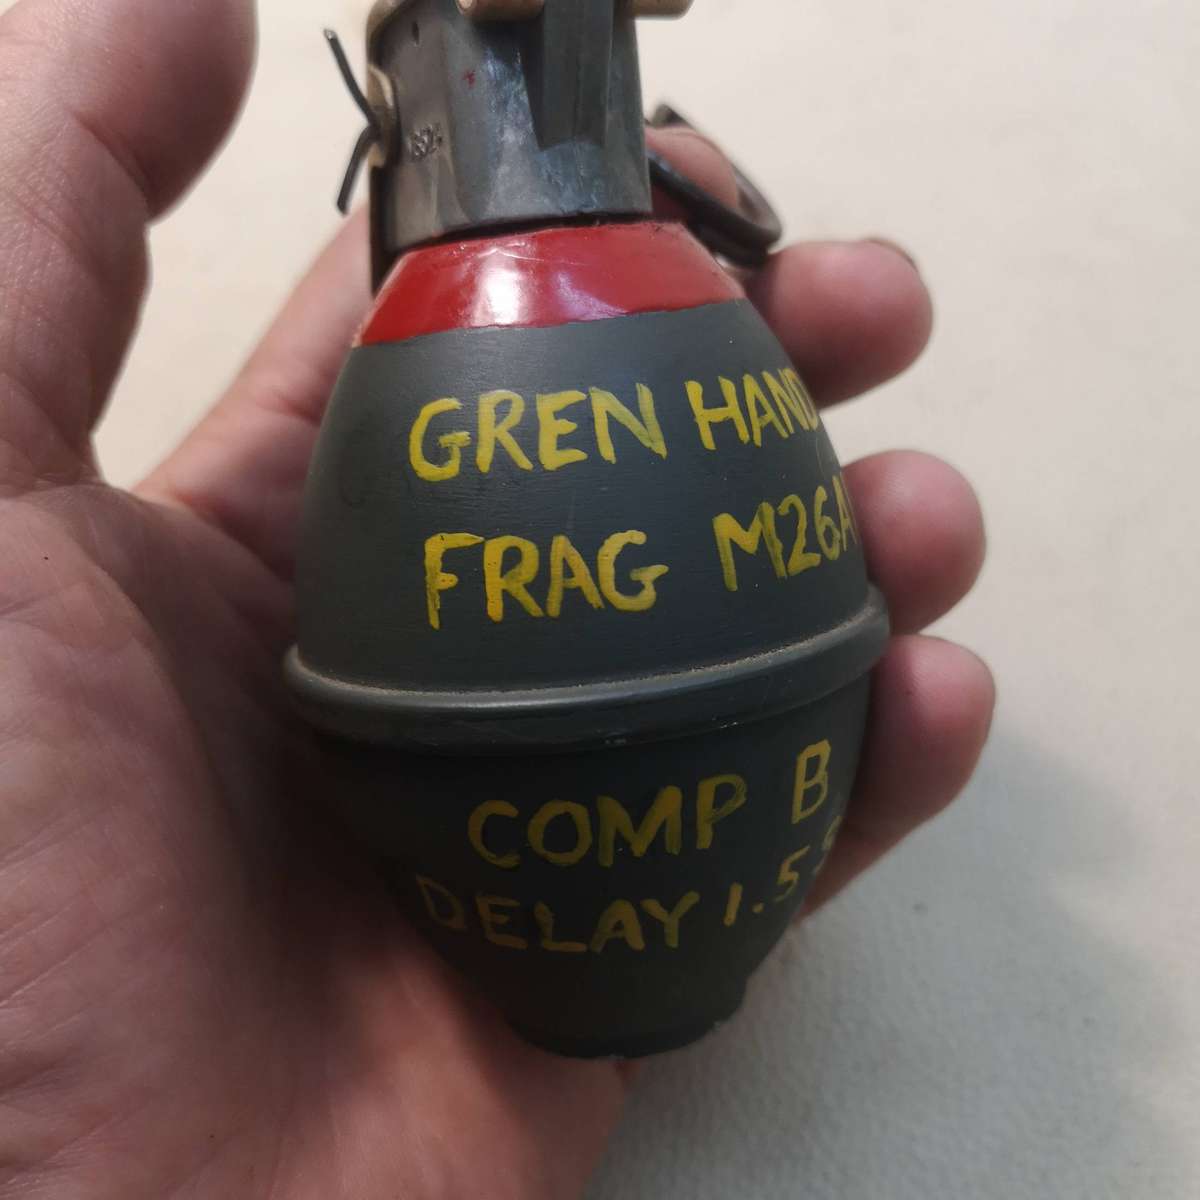 GREN HAND
FRAG M26A
COMP B
DELAY 1.5